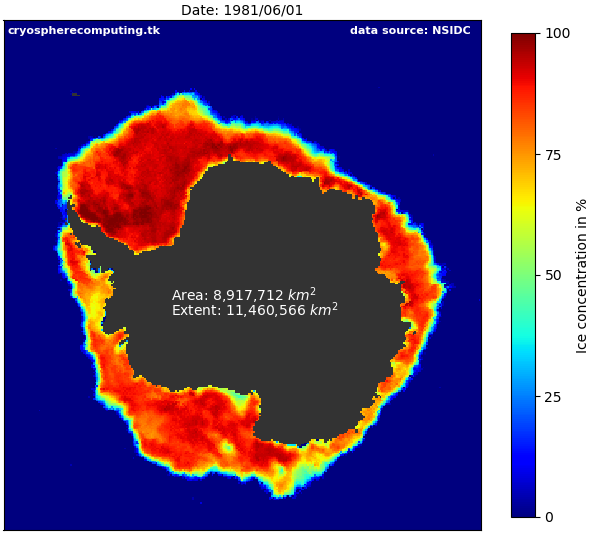 Date: 1981/06/01
cryospherecomputing.tk
data source: NSIDC
Area: 8,917,712 km²
Extent: 11,460,566 km²
100
75
50
25
0
Ice concentration in %